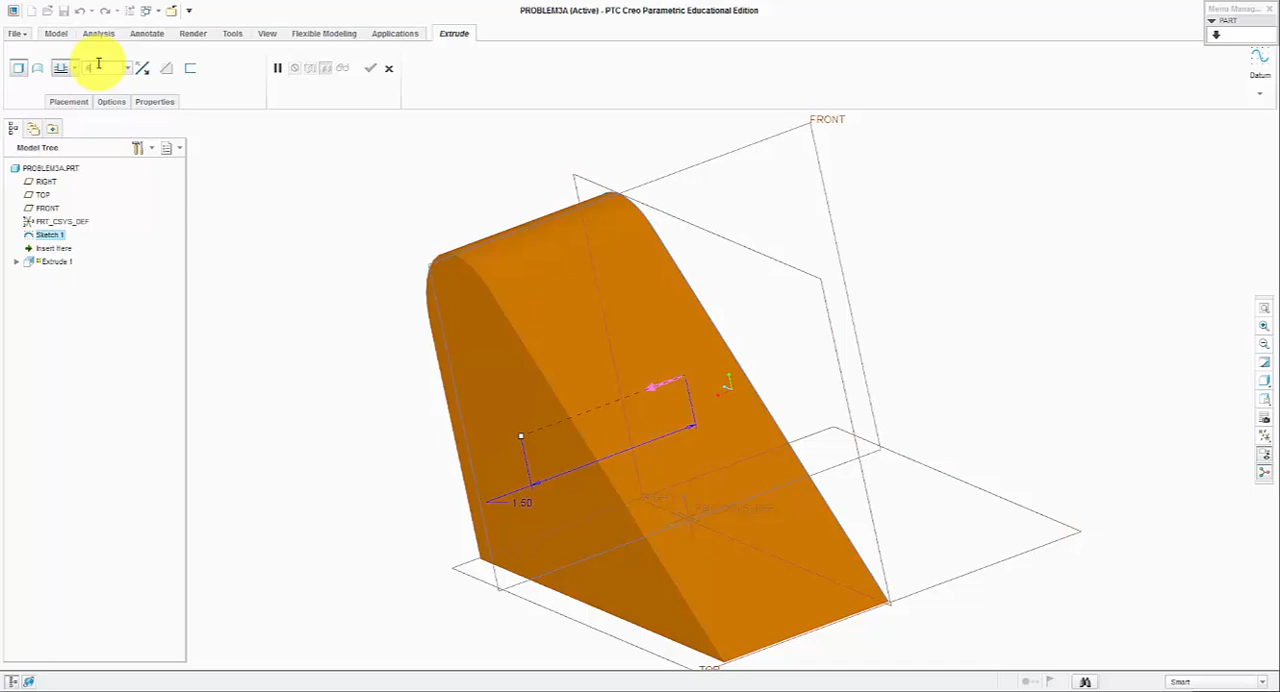 PROBLEM3A (Active) - PTC Creo Parametric Educational Edition
Menu Manag...
File Model Analysis Annotate Render Tools View Flexible Modeling Applications Extrude
PART
Datum
Placement Options Properties
Model Tree
PROBLEM3A.PRT
RIGHT
TOP
FRONT
PRT_CSYS_DEF
Sketch 1
Insert Here
Extrude 1
FRONT
1.50
TOP
Smart